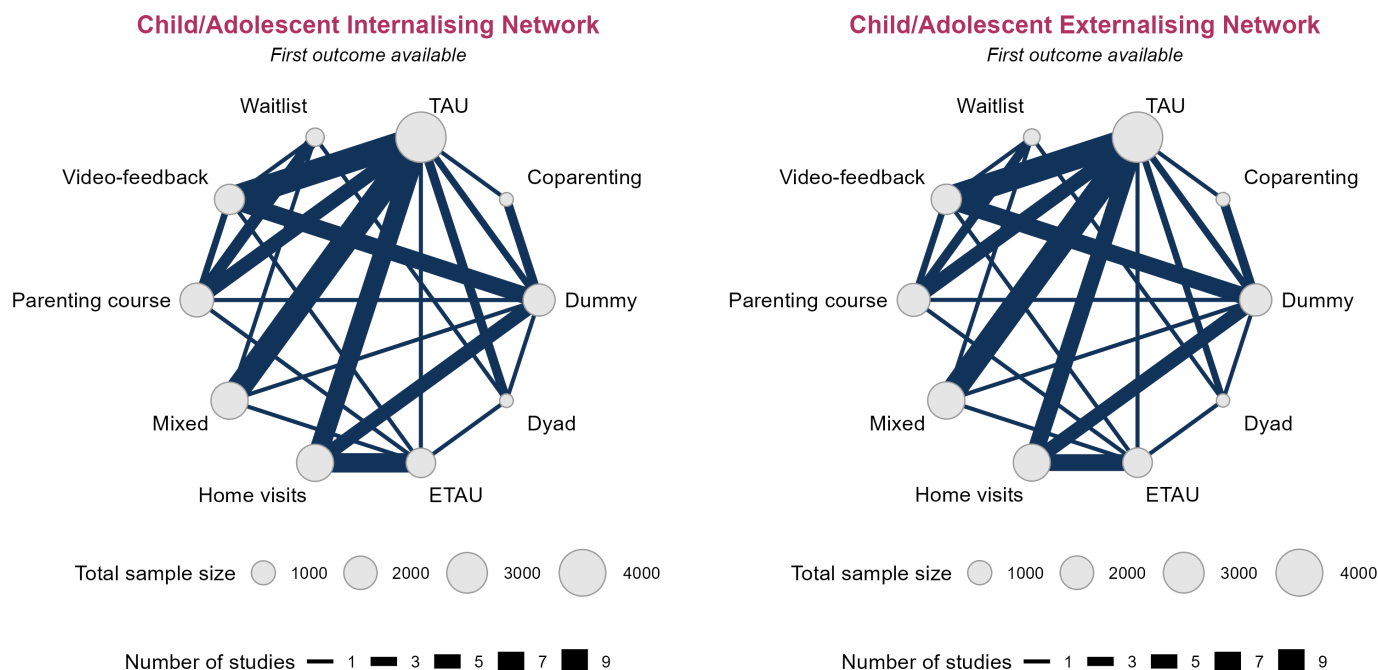 Child/Adolescent Internalising Network
First outcome available
Waitlist
TAU
Video-feedback
Coparenting
Parenting course
Dummy
Mixed
Dyad
Home visits
ETAU
Total sample size 1000 2000 3000 4000
Number of studies 1 3 5 7 9
Child/Adolescent Externalising Network
First outcome available
Waitlist
TAU
Video-feedback
Coparenting
Parenting course
Dummy
Mixed
Dyad
Home visits
ETAU
Total sample size 1000 2000 3000 4000
Number of studies 1 3 5 7 9